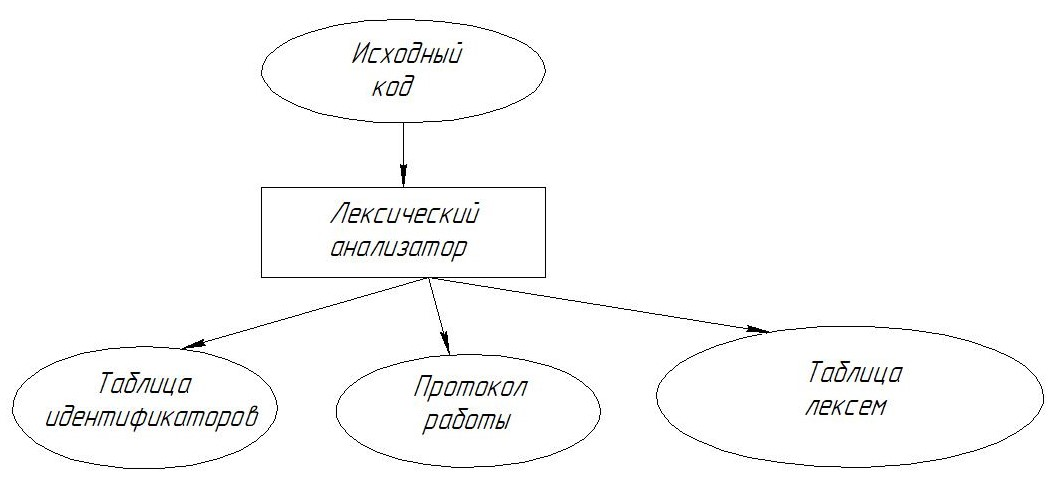 Исходный
код
Лексический
анализатор
Таблица
идентификаторов
Протокол
работы
Таблица
лексем